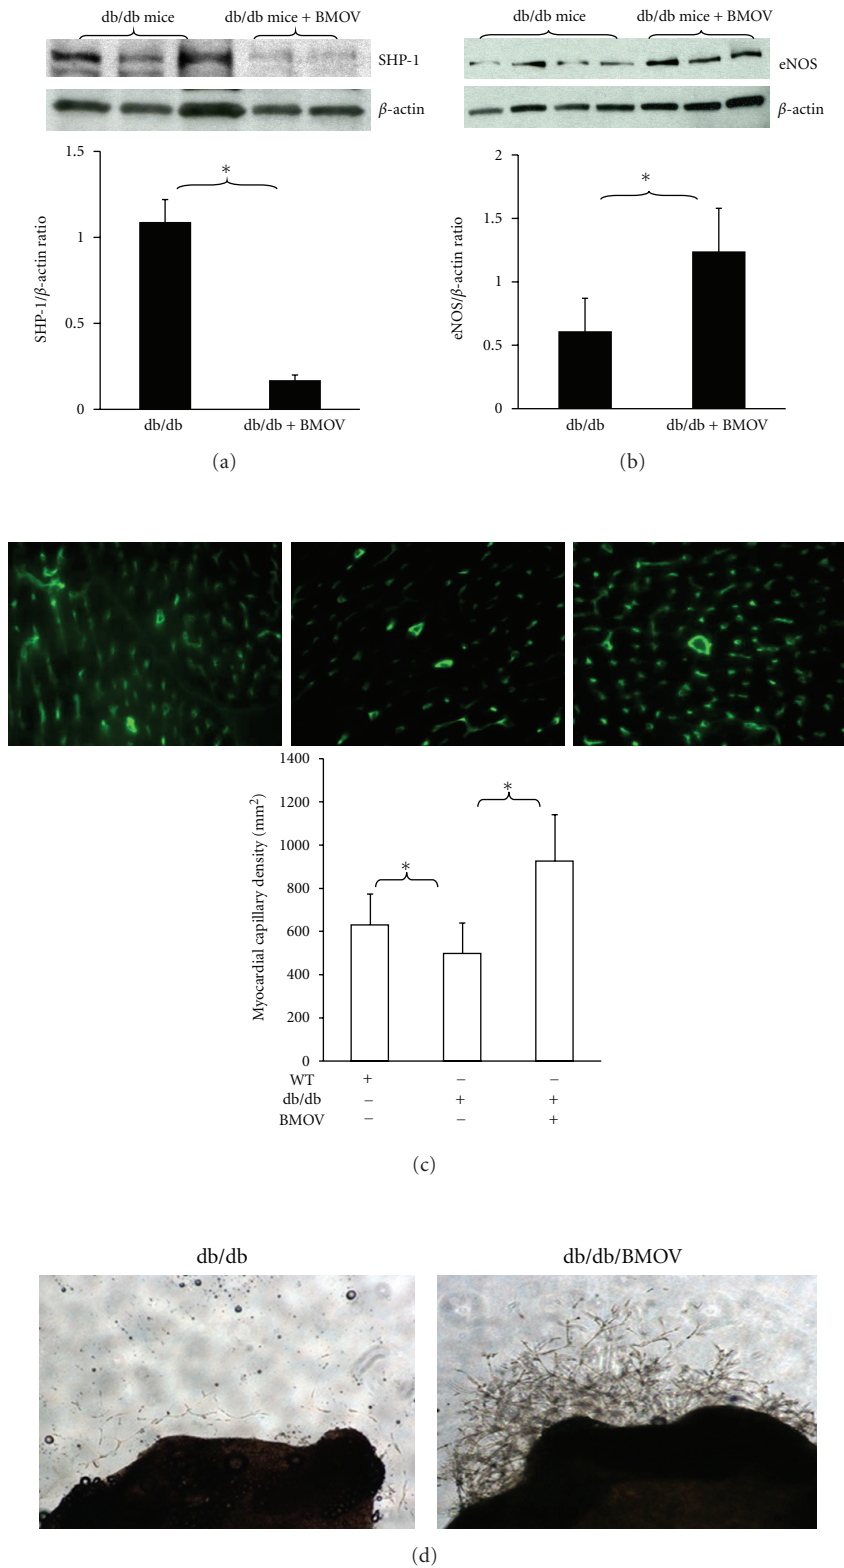 db/db mice
db/db mice + BMOV
SHP-1
β-actin
1.5
1
0.5
0
SHP-1/β-actin ratio
*
db/db
db/db + BMOV
(a)
db/db mice
db/db mice + BMOV
eNOS
β-actin
2
1.5
1
0.5
0
eNOS/β-actin ratio
*
db/db
db/db + BMOV
(b)
1400
1200
1000
800
600
400
200
0
Myocardial capillary density (mm²)
*
*
WT + − −
db/db − + +
BMOV − − +
(c)
db/db
db/db/BMOV
(d)